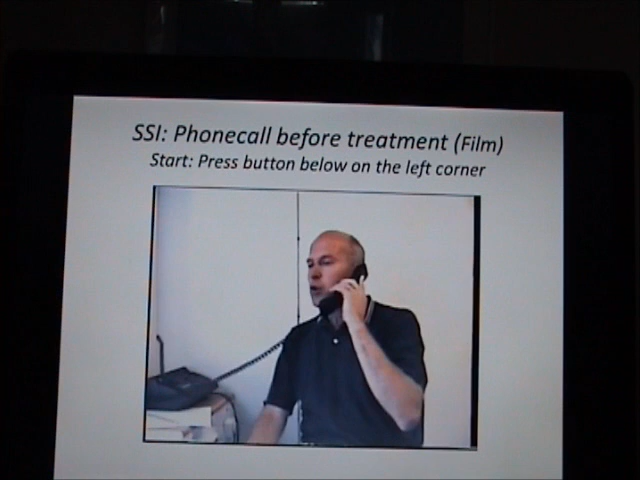 SSI: Phonecall before treatment (Film)
Start: Press button below on the left corner